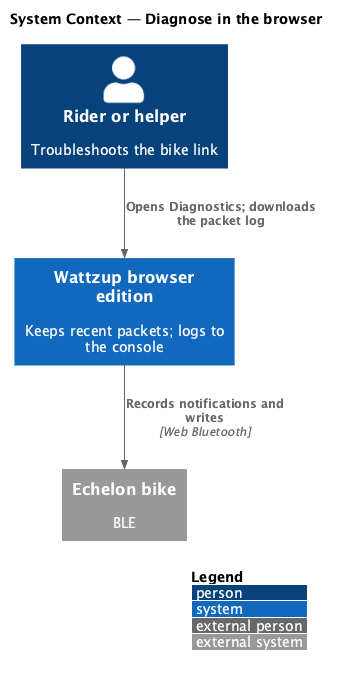 System Context — Diagnose in the browser
Rider or helper
Troubleshoots the bike link
Opens Diagnostics; downloads
the packet log
Wattzup browser
edition
Keeps recent packets; logs to
the console
Records notifications and
writes
[Web Bluetooth]
Echelon bike
BLE
Legend
person
system
external person
external system